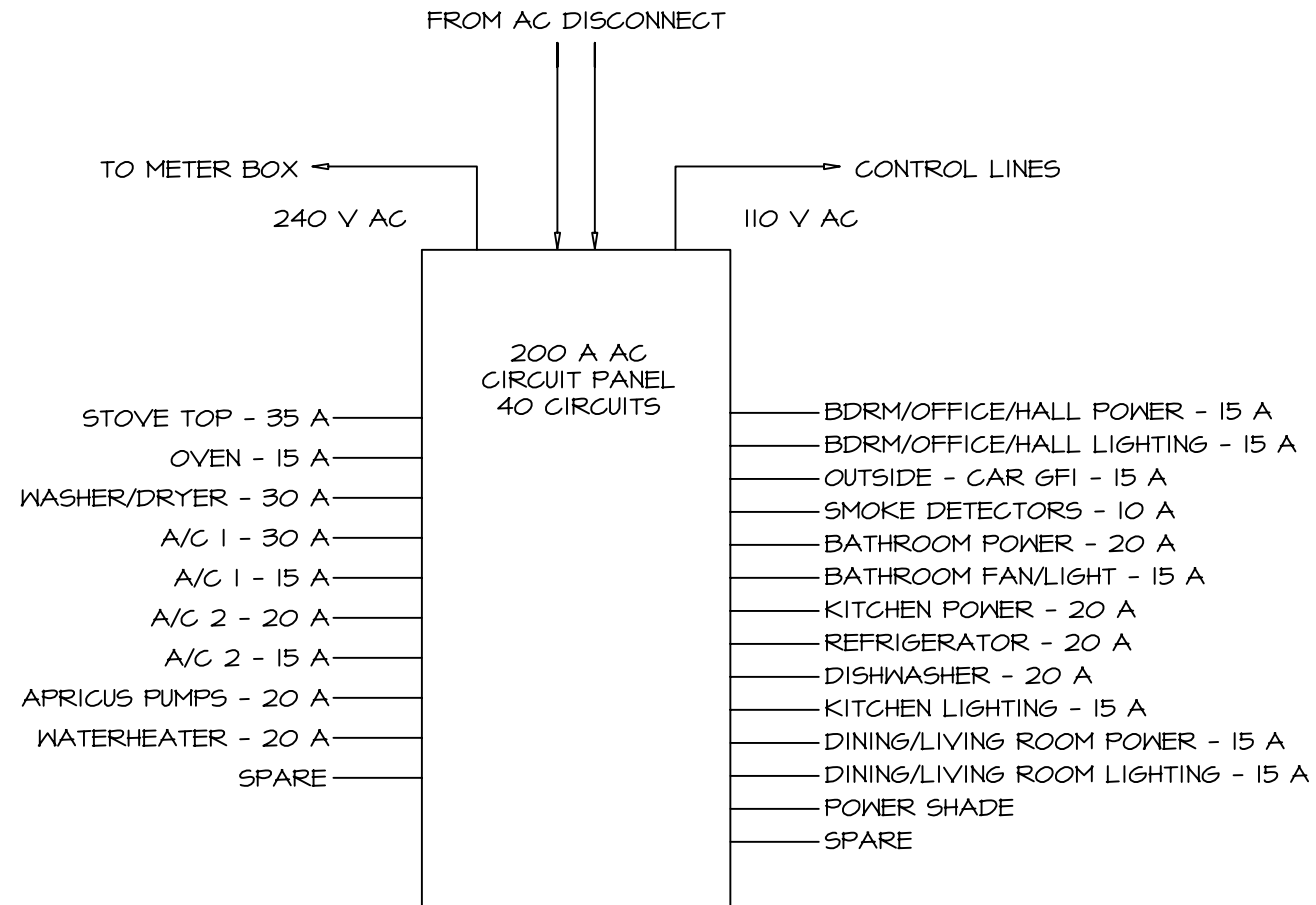 FROM AC DISCONNECT
TO METER BOX
CONTROL LINES
240 V AC
110 V AC
200 A AC
CIRCUIT PANEL
40 CIRCUITS
STOVE TOP - 35 A
OVEN - 15 A
WASHER/DRYER - 30 A
A/C 1 - 30 A
A/C 1 - 15 A
A/C 2 - 20 A
A/C 2 - 15 A
APRICUS PUMPS - 20 A
WATERHEATER - 20 A
SPARE
BDRM/OFFICE/HALL POWER - 15 A
BDRM/OFFICE/HALL LIGHTING - 15 A
OUTSIDE - CAR GFI - 15 A
SMOKE DETECTORS - 10 A
BATHROOM POWER - 20 A
BATHROOM FAN/LIGHT - 15 A
KITCHEN POWER - 20 A
REFRIGERATOR - 20 A
DISHWASHER - 20 A
KITCHEN LIGHTING - 15 A
DINING/LIVING ROOM POWER - 15 A
DINING/LIVING ROOM LIGHTING - 15 A
POWER SHADE
SPARE